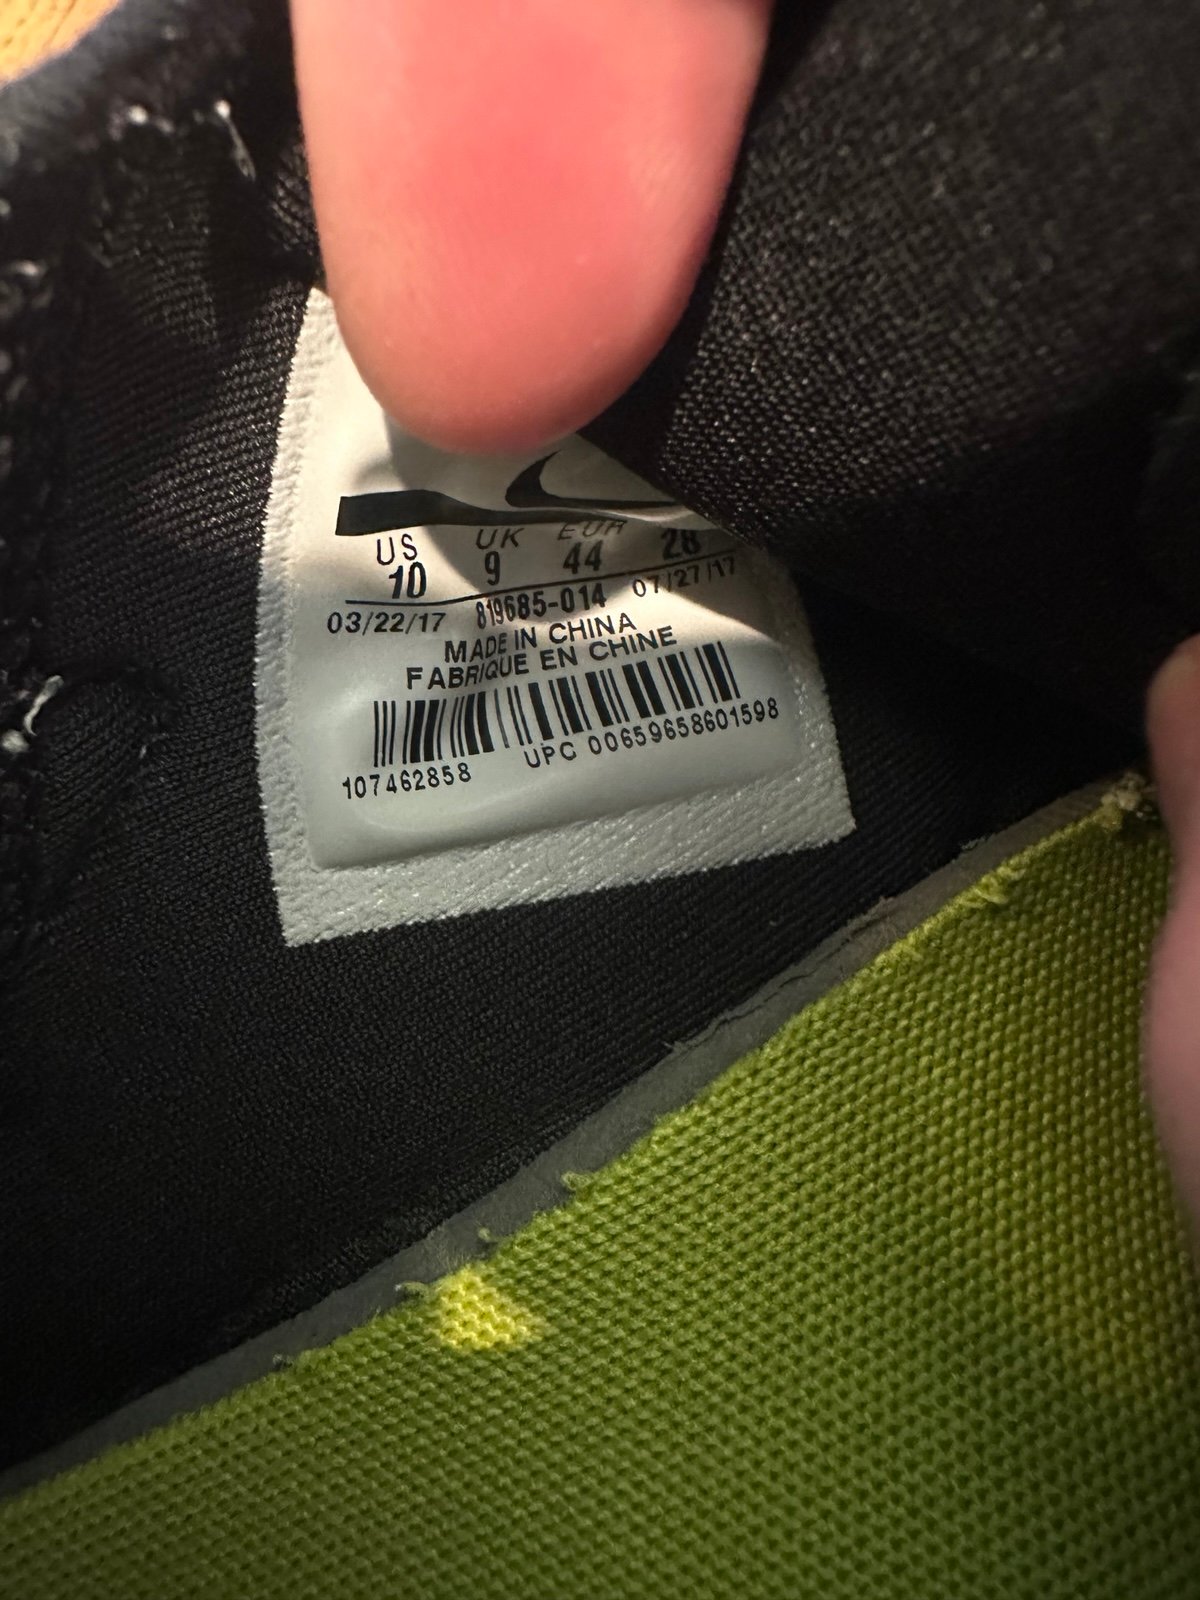 US UK EUR
10 9 44 28
03/22/17 819685-014 07/27/17
MADE IN CHINA
FABRIQUE EN CHINE
107462858 UPC 00659658601598